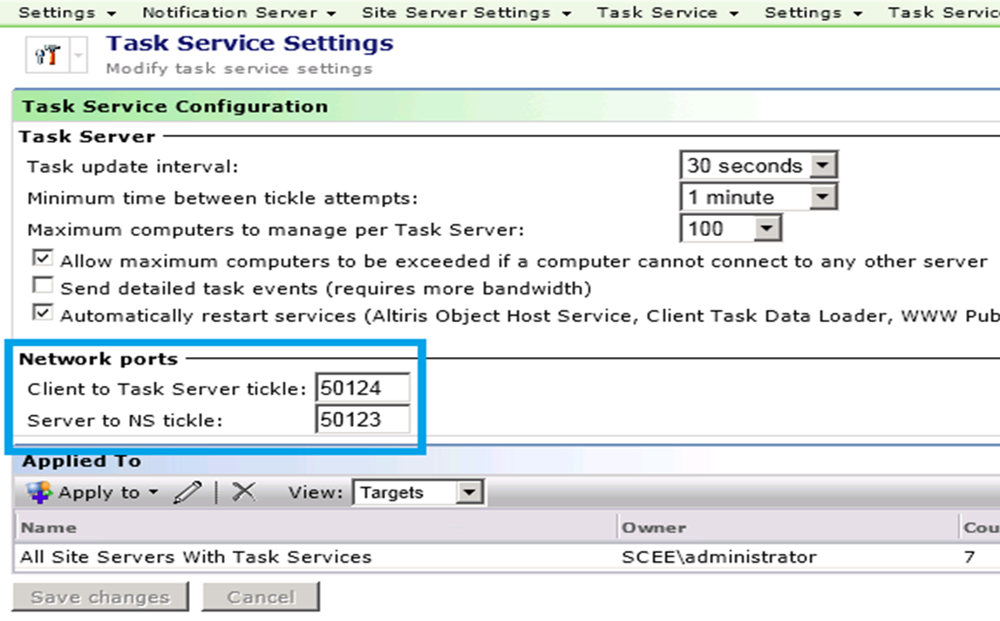 Settings Notification Server Site Server Settings Task Service Settings Task Servic
Task Service Settings
Modify task service settings
Task Service Configuration
Task Server
Task update interval: 30 seconds
Minimum time between tickle attempts: 1 minute
Maximum computers to manage per Task Server: 100
Allow maximum computers to be exceeded if a computer cannot connect to any other server
Send detailed task events (requires more bandwidth)
Automatically restart services (Altiris Object Host Service, Client Task Data Loader, WWW Pub
Network ports
Client to Task Server tickle: 50124
Server to NS tickle: 50123
Applied To
Apply to View: Targets
Name Owner Cou
All Site Servers With Task Services SCEE\administrator 7
Save changes Cancel